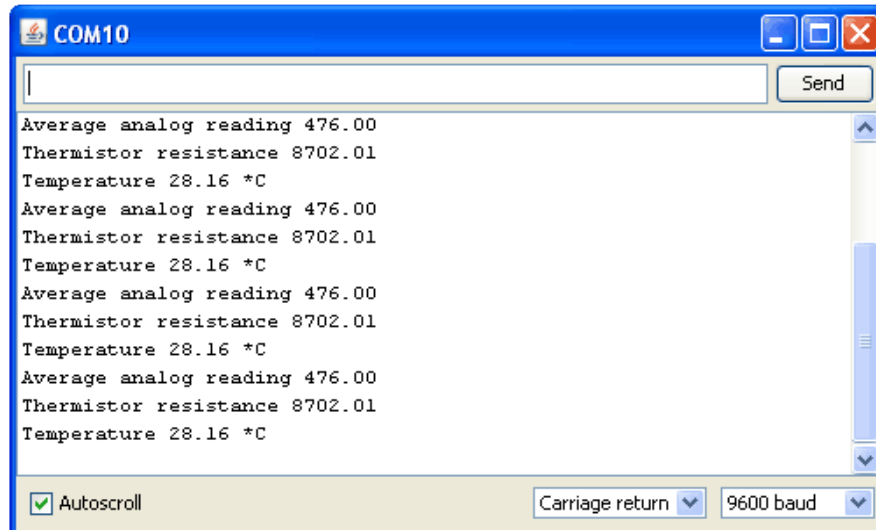 COM10
Send
Average analog reading 476.00
Thermistor resistance 8702.01
Temperature 28.16 *C
Average analog reading 476.00
Thermistor resistance 8702.01
Temperature 28.16 *C
Average analog reading 476.00
Thermistor resistance 8702.01
Temperature 28.16 *C
Average analog reading 476.00
Thermistor resistance 8702.01
Temperature 28.16 *C
Autoscroll
Carriage return
9600 baud